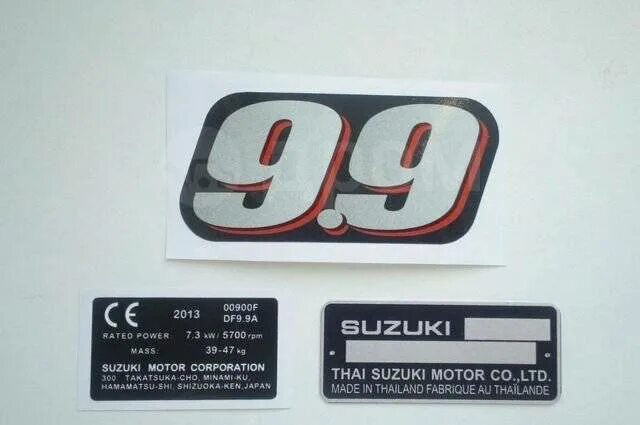 9.9
CE 2013 00900F
DF9.9A
RATED POWER: 7.3 kW/ 5700 rpm
MASS: 39-47 kg
SUZUKI MOTOR CORPORATION
300 TAKATSUKA-CHO, MINAMI-KU,
HAMAMATSU-SHI, SHIZUOKA-KEN, JAPAN
SUZUKI
THAI SUZUKI MOTOR CO.,LTD.
MADE IN THAILAND FABRIQUE AU THAÏLANDE